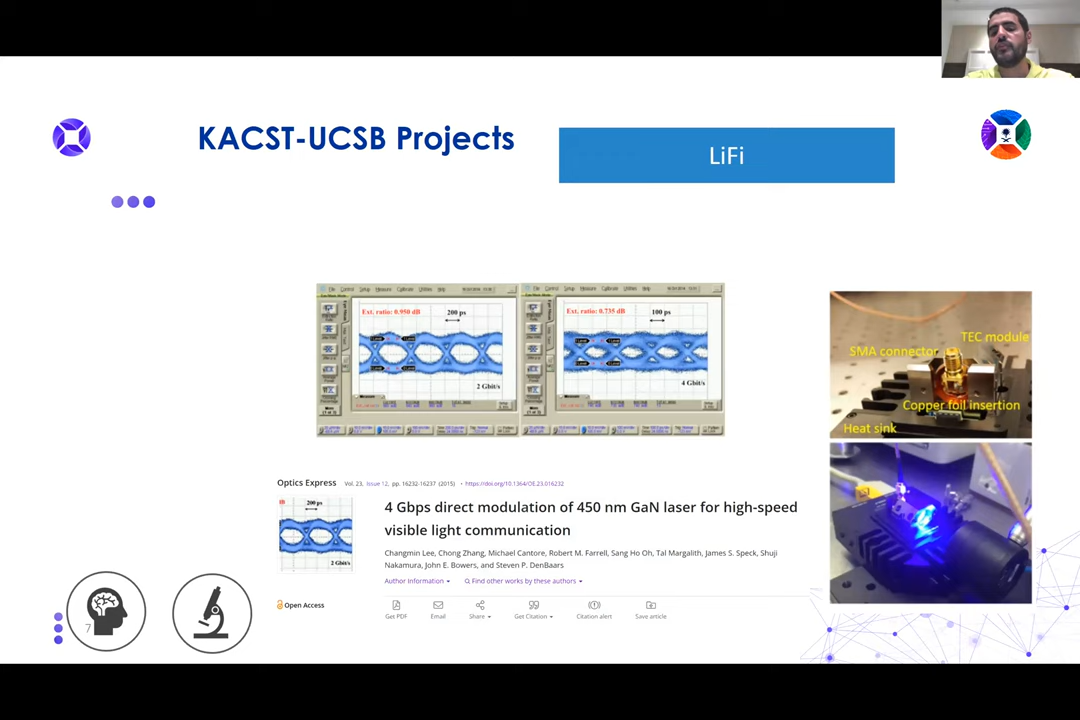 KACST-UCSB Projects
LiFi
Ext. ratio: 0.950 dB
200 ps
2 Gbit/s
Ext. ratio: 0.735 dB
100 ps
4 Gbit/s
TEC module
SMA connector
Copper foil insertion
Heat sink
Optics Express Vol. 23, Issue 12, pp. 16232-16237 (2015) • https://doi.org/10.1364/OE.23.016232
200 ps
2 Gbit/s
4 Gbps direct modulation of 450 nm GaN laser for high-speed
visible light communication
Changmin Lee, Chong Zhang, Michael Cantore, Robert M. Farrell, Sang Ho Oh, Tal Margalith, James S. Speck, Shuji
Nakamura, John E. Bowers, and Steven P. DenBaars
Author Information
Find other works by these authors
Open Access
Get PDF
Email
Share
Get Citation
Citation alert
Save article
7